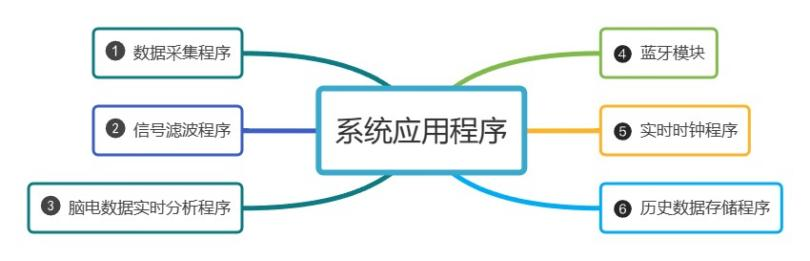 ❶ 数据采集程序
❷ 信号滤波程序
❸ 脑电数据实时分析程序
系统应用程序
❹ 蓝牙模块
❺ 实时时钟程序
❻ 历史数据存储程序